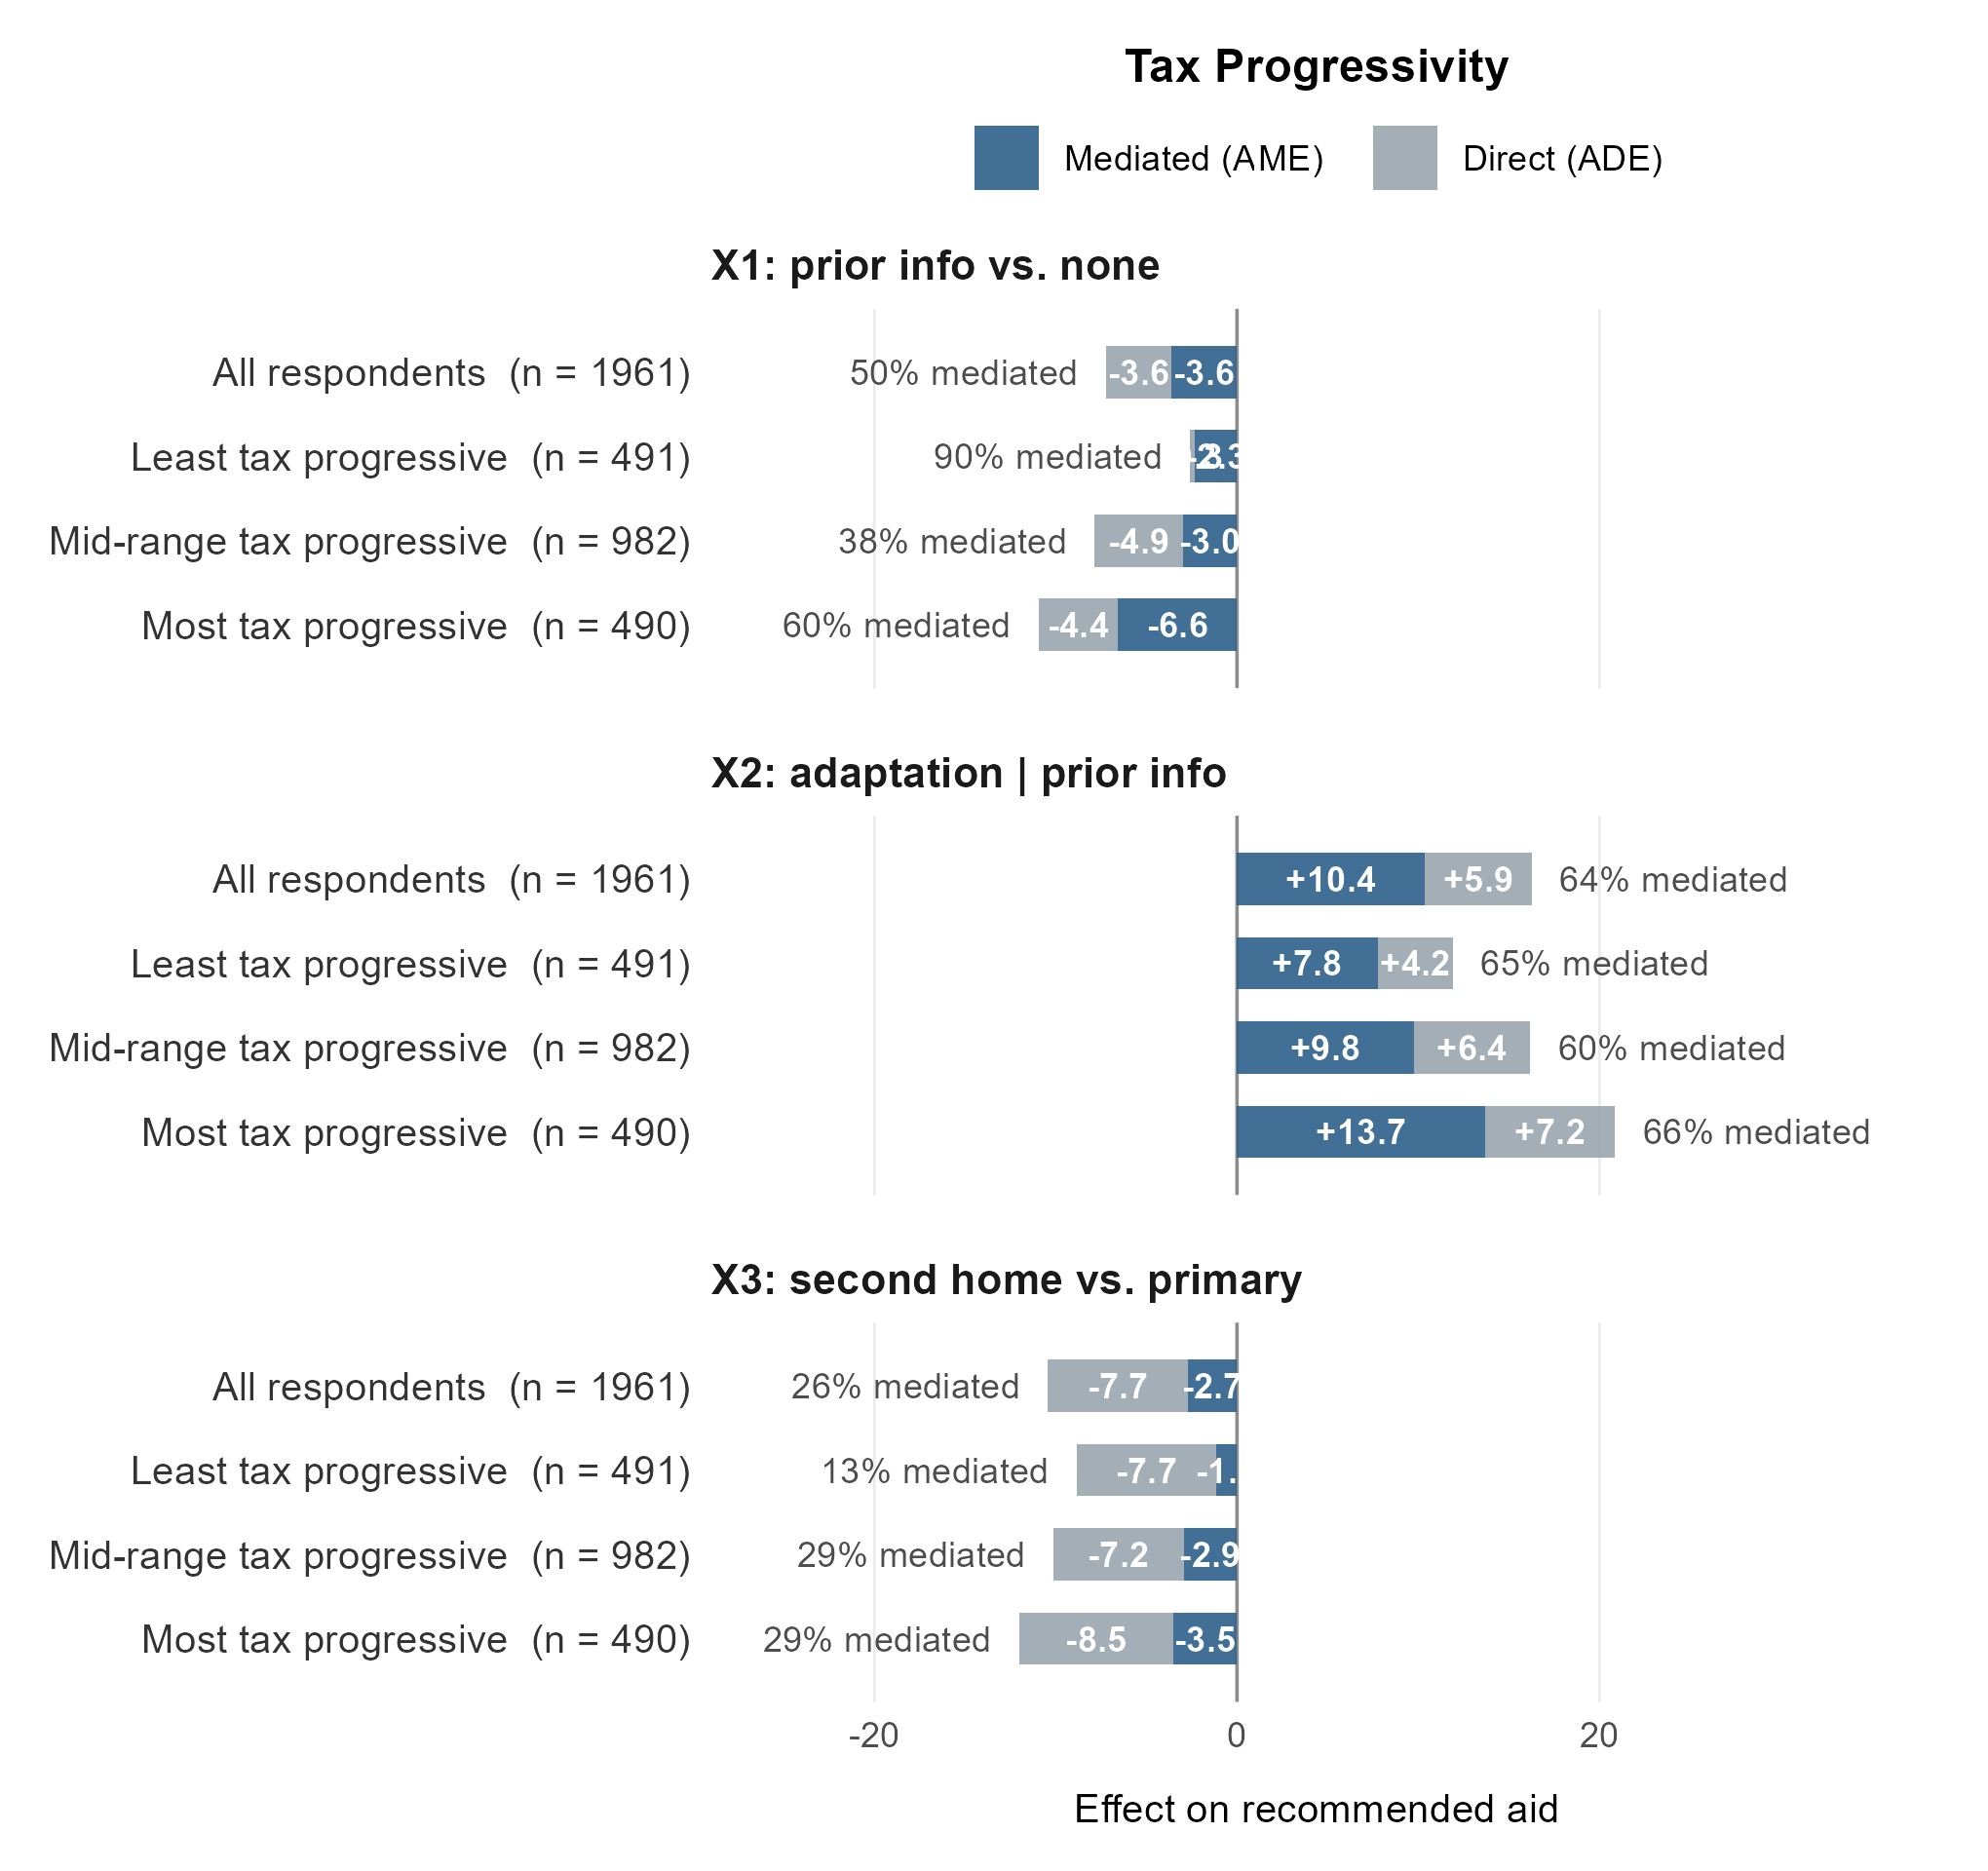 Tax Progressivity
Mediated (AME) Direct (ADE)
X1: prior info vs. none
All respondents (n = 1961) 50% mediated -3.6 -3.6
Least tax progressive (n = 491) 90% mediated
Mid-range tax progressive (n = 982) 38% mediated -4.9 -3.0
Most tax progressive (n = 490) 60% mediated -4.4 -6.6
X2: adaptation | prior info
All respondents (n = 1961) +10.4 +5.9 64% mediated
Least tax progressive (n = 491) +7.8 +4.2 65% mediated
Mid-range tax progressive (n = 982) +9.8 +6.4 60% mediated
Most tax progressive (n = 490) +13.7 +7.2 66% mediated
X3: second home vs. primary
All respondents (n = 1961) 26% mediated -7.7 -2.7
Least tax progressive (n = 491) 13% mediated -7.7 -1.
Mid-range tax progressive (n = 982) 29% mediated -7.2 -2.9
Most tax progressive (n = 490) 29% mediated -8.5 -3.5
-20 0 20
Effect on recommended aid